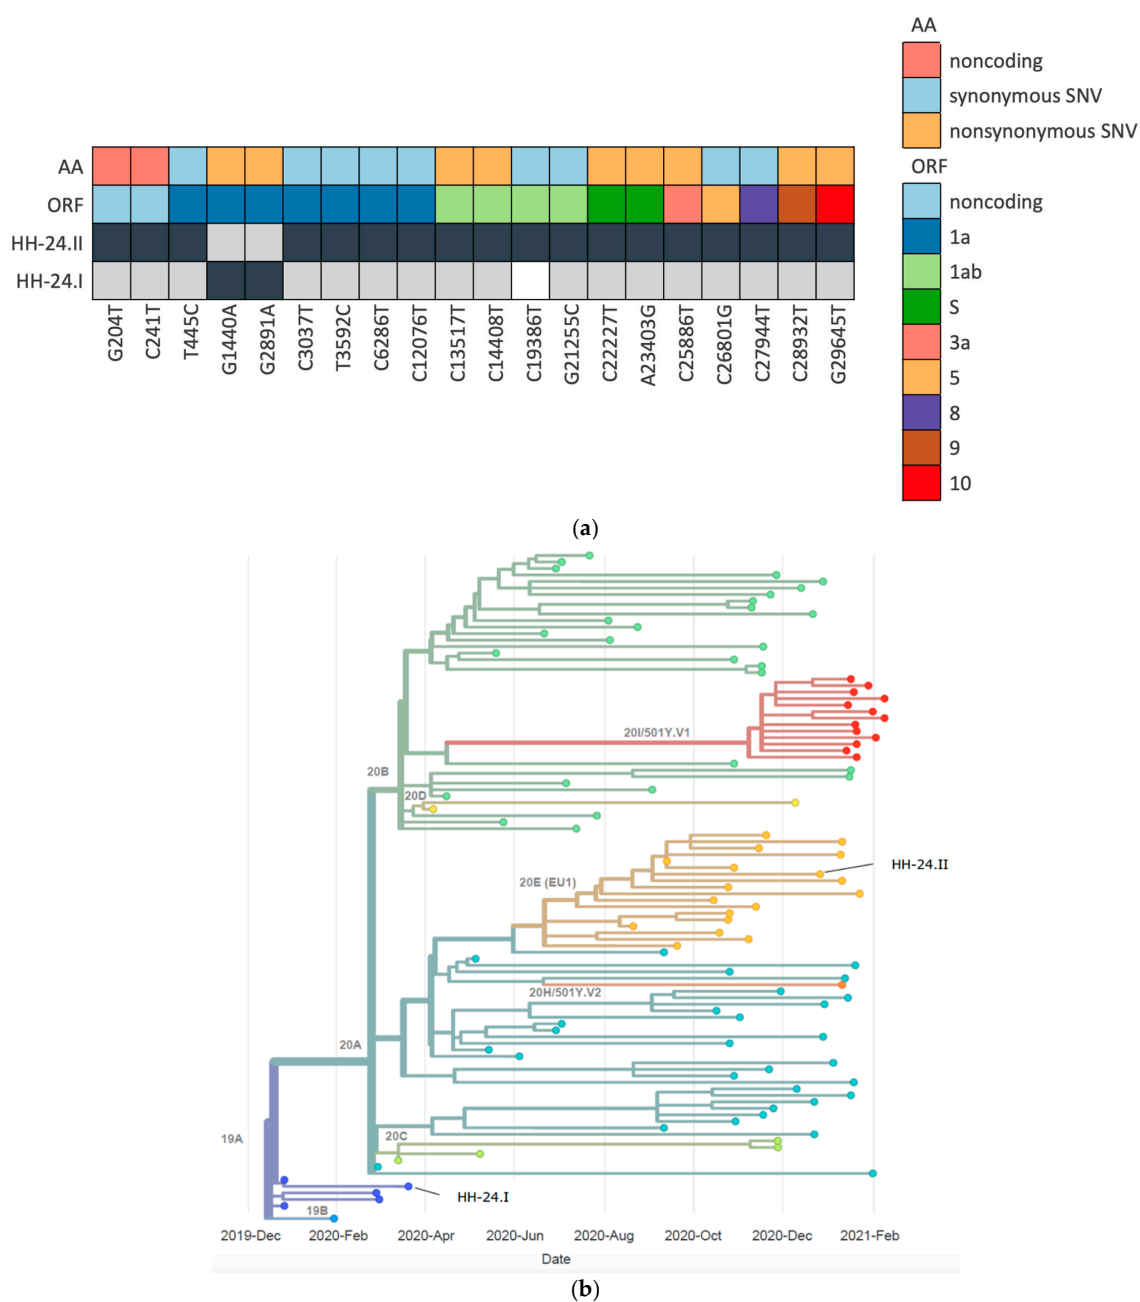 AA
noncoding
synonymous SNV
nonsynonymous SNV
ORF
noncoding
1a
1ab
S
3a
5
8
9
10
AA
ORF
HH-24.II
HH-24.I
G204T
C241T
T445C
G1440A
G2891A
C3037T
T3592C
C6286T
C12076T
C13517T
C14408T
C19386T
G21255C
C22227T
A23403G
C25886T
C26801G
C27944T
C28932T
G29645T
(a)
20I/501Y.V1
20B
20D
HH-24.II
20E (EU1)
20H/501Y.V2
20A
19A
20C
HH-24.I
19B
2019-Dec 2020-Feb 2020-Apr 2020-Jun 2020-Aug 2020-Oct 2020-Dec 2021-Feb
Date
(b)